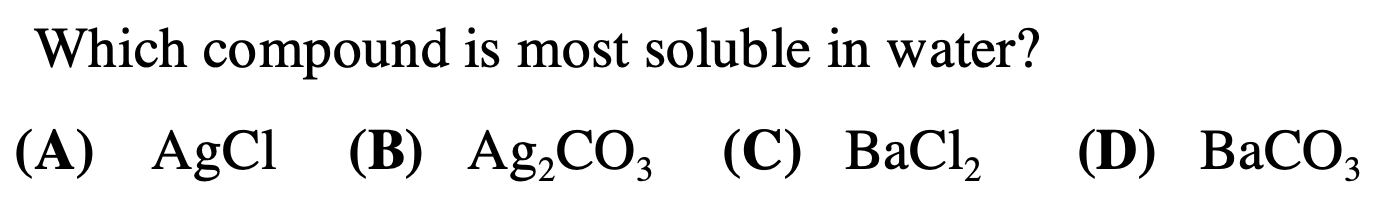 Which compound is most soluble in water?
(A) AgCl (B) Ag₂CO₃ (C) BaCl₂ (D) BaCO₃